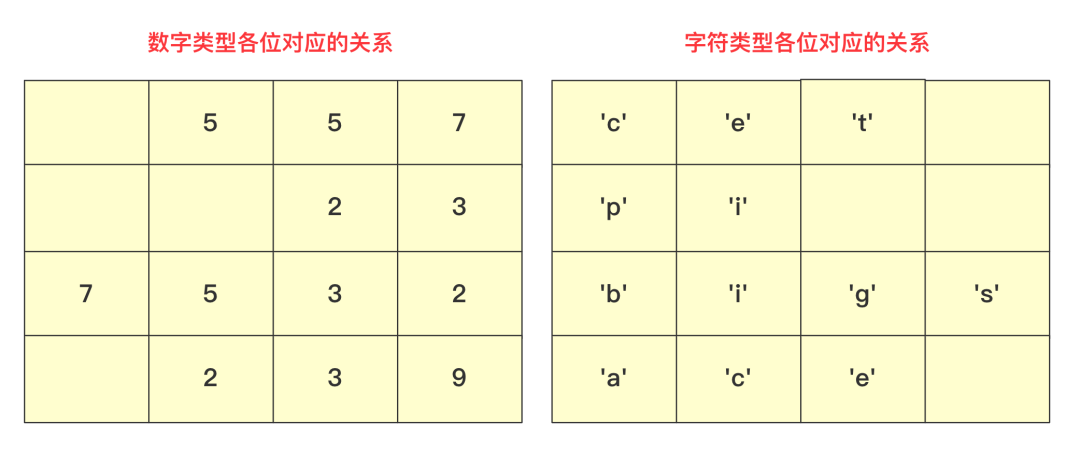 数字类型各位对应的关系
5 5 7
2 3
7 5 3 2
2 3 9
字符类型各位对应的关系
'c' 'e' 't'
'p' 'i'
'b' 'i' 'g' 's'
'a' 'c' 'e'